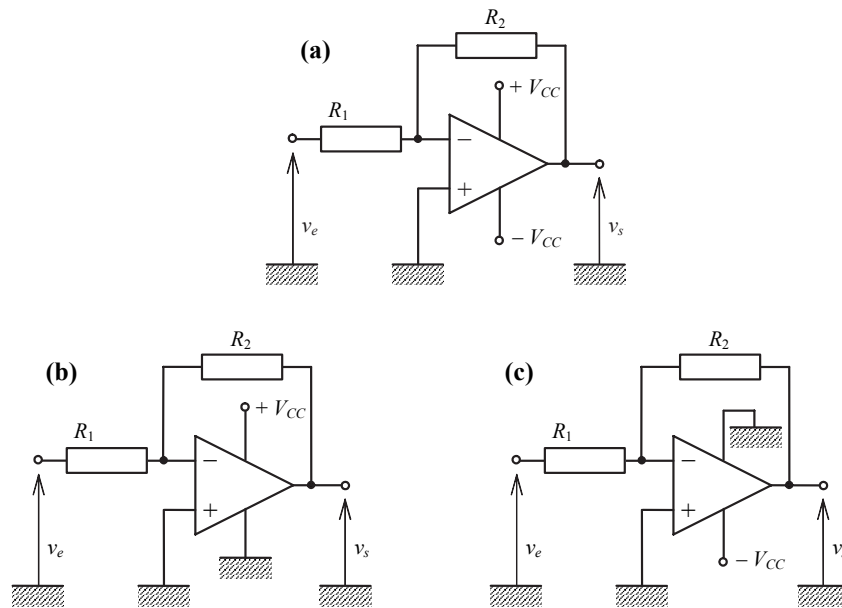 (a)
R2
+ VCC
R1
−
+
ve
vs
− VCC
(b)
R2
+ VCC
R1
−
+
ve
vs
(c)
R2
R1
−
+
ve
− VCC
v